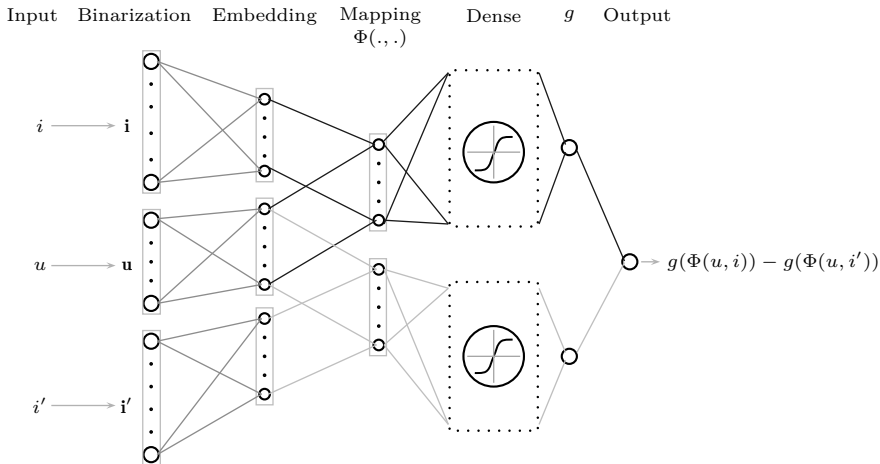 Input Binarization Embedding Mapping Dense g Output
Φ(., .)
i i
u u
g(Φ(u, i)) − g(Φ(u, i′))
i′ i′